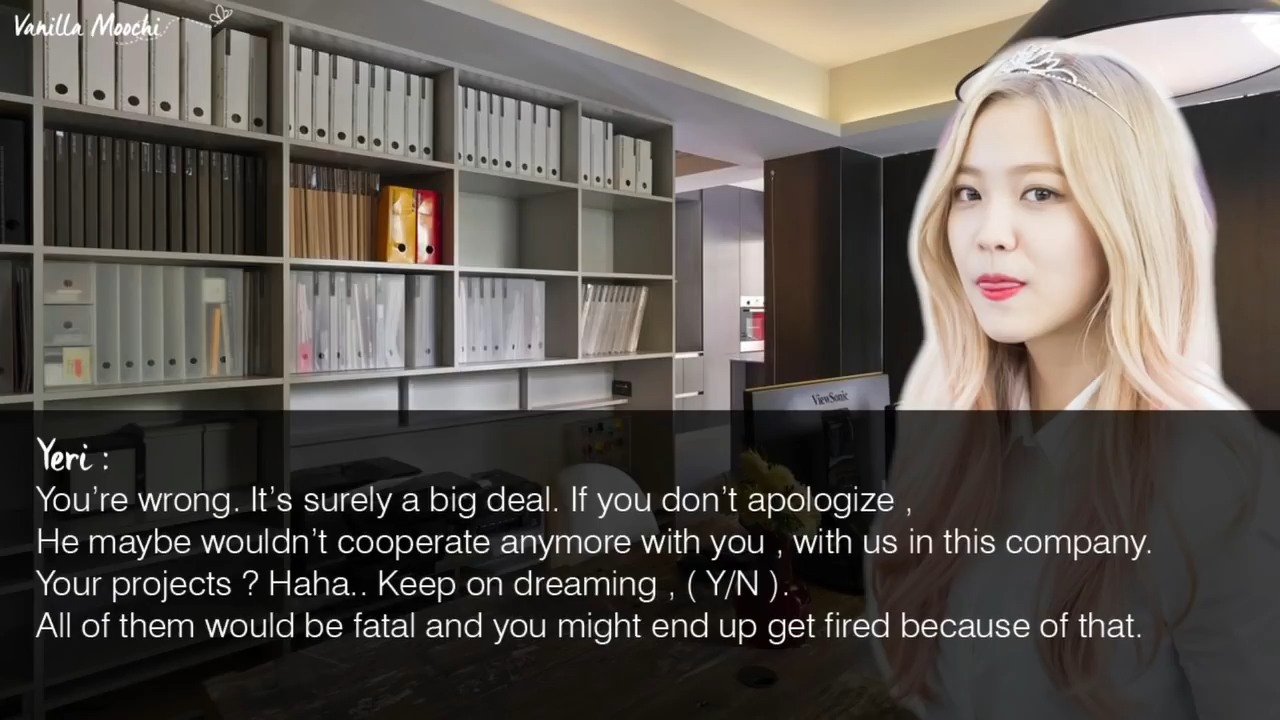 Vanilla Moochi
ViewSonic
Yeri :
You're wrong. It's surely a big deal. If you don't apologize ,
He maybe wouldn't cooperate anymore with you , with us in this company.
Your projects ? Haha.. Keep on dreaming , ( Y/N ).
All of them would be fatal and you might end up get fired because of that.